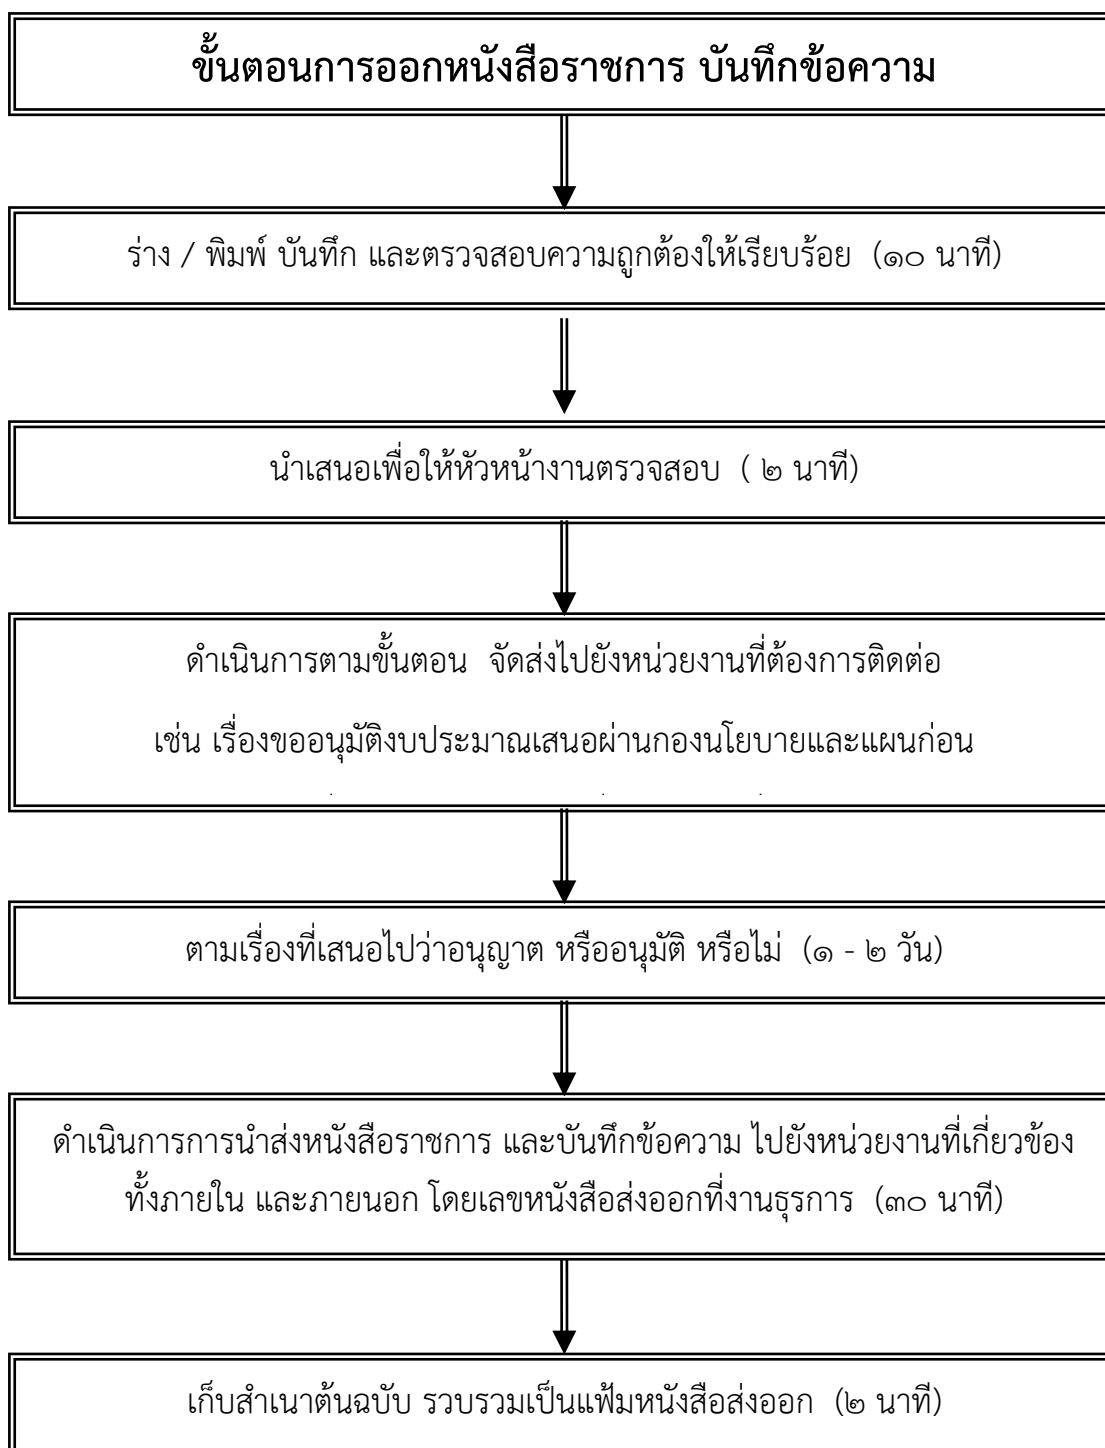 ขั้นตอนการออกหนังสือราชการ บันทึกข้อความ
ร่าง / พิมพ์ บันทึก และตรวจสอบความถูกต้องให้เรียบร้อย (๑๐ นาที)
นำเสนอเพื่อให้หัวหน้างานตรวจสอบ ( ๒ นาที)
ดำเนินการตามขั้นตอน จัดส่งไปยังหน่วยงานที่ต้องการติดต่อ
เช่น เรื่องขออนุมัติงบประมาณเสนอผ่านกองนโยบายและแผนก่อน
ตามเรื่องที่เสนอไปว่าอนุญาต หรืออนุมัติ หรือไม่ (๑ - ๒ วัน)
ดำเนินการการนำส่งหนังสือราชการ และบันทึกข้อความ ไปยังหน่วยงานที่เกี่ยวข้อง
ทั้งภายใน และภายนอก โดยเลขหนังสือส่งออกที่งานธุรการ (๓๐ นาที)
เก็บสำเนาต้นฉบับ รวบรวมเป็นแฟ้มหนังสือส่งออก (๒ นาที)